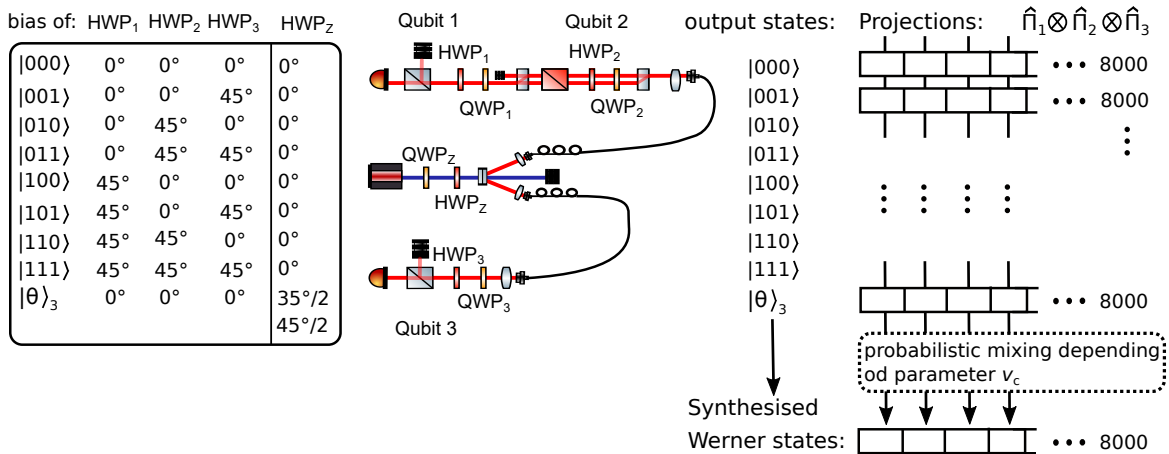 bias of: HWP₁ HWP₂ HWP₃ HWP_Z
|000⟩ 0° 0° 0° 0°
|001⟩ 0° 0° 45° 0°
|010⟩ 0° 45° 0° 0°
|011⟩ 0° 45° 45° 0°
|100⟩ 45° 0° 0° 0°
|101⟩ 45° 0° 45° 0°
|110⟩ 45° 45° 0° 0°
|111⟩ 45° 45° 45° 0°
|θ⟩₃ 0° 0° 0° 35°/2
45°/2
Qubit 1 Qubit 2
HWP₁ HWP₂
QWP₁ QWP₂
QWP_Z
HWP_Z
HWP₃
QWP₃
Qubit 3
output states:
|000⟩
|001⟩
|010⟩
|011⟩
|100⟩
|101⟩
|110⟩
|111⟩
|θ⟩₃
Synthesised
Werner states:
Projections: Π̂₁⊗Π̂₂⊗Π̂₃
••• 8000
••• 8000
••• 8000
probabilistic mixing depending
od parameter v_c
••• 8000